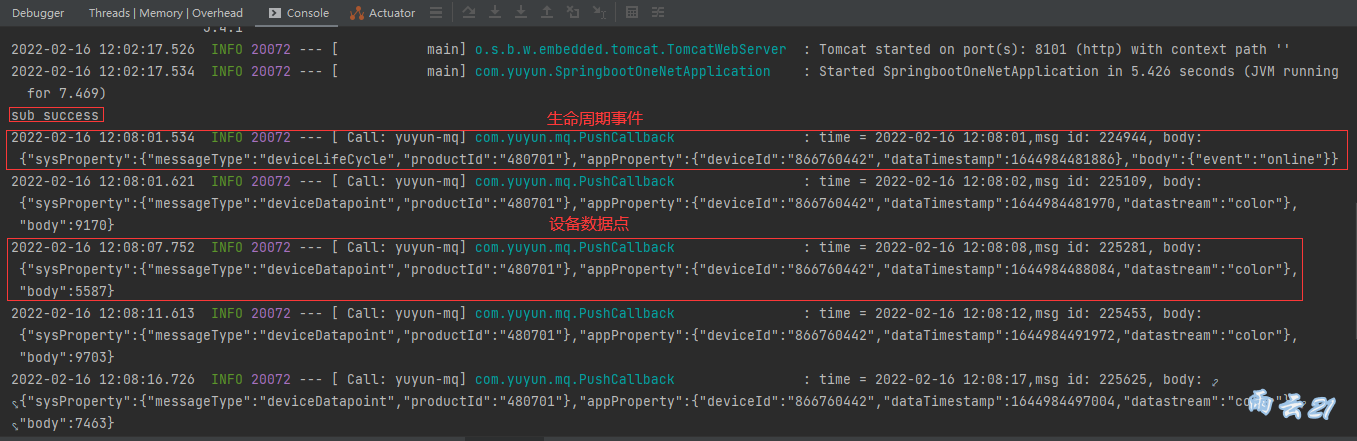 Debugger Threads | Memory | Overhead Console Actuator
3.4.1
2022-02-16 12:02:17.526 INFO 20072 --- [ main] o.s.b.w.embedded.tomcat.TomcatWebServer : Tomcat started on port(s): 8101 (http) with context path ''
2022-02-16 12:02:17.534 INFO 20072 --- [ main] com.yuyun.SpringbootOneNetApplication : Started SpringbootOneNetApplication in 5.426 seconds (JVM running
for 7.469)
sub success
生命周期事件
2022-02-16 12:08:01.534 INFO 20072 --- [ Call: yuyun-mq] com.yuyun.mq.PushCallback : time = 2022-02-16 12:08:01,msg id: 224944, body:
{"sysProperty":{"messageType":"deviceLifeCycle","productId":"480701"},"appProperty":{"deviceId":"866760442","dataTimestamp":1644984481886},"body":{"event":"online"}}
2022-02-16 12:08:01.621 INFO 20072 --- [ Call: yuyun-mq] com.yuyun.mq.PushCallback : time = 2022-02-16 12:08:02,msg id: 225109, body:
{"sysProperty":{"messageType":"deviceDatapoint","productId":"480701"},"appProperty":{"deviceId":"866760442","dataTimestamp":1644984481970,"datastream":"color"},
"body":9170}
设备数据点
2022-02-16 12:08:07.752 INFO 20072 --- [ Call: yuyun-mq] com.yuyun.mq.PushCallback : time = 2022-02-16 12:08:08,msg id: 225281, body:
{"sysProperty":{"messageType":"deviceDatapoint","productId":"480701"},"appProperty":{"deviceId":"866760442","dataTimestamp":1644984488084,"datastream":"color"},
"body":5587}
2022-02-16 12:08:11.613 INFO 20072 --- [ Call: yuyun-mq] com.yuyun.mq.PushCallback : time = 2022-02-16 12:08:12,msg id: 225453, body:
{"sysProperty":{"messageType":"deviceDatapoint","productId":"480701"},"appProperty":{"deviceId":"866760442","dataTimestamp":1644984491972,"datastream":"color"},
"body":9703}
2022-02-16 12:08:16.726 INFO 20072 --- [ Call: yuyun-mq] com.yuyun.mq.PushCallback : time = 2022-02-16 12:08:17,msg id: 225625, body:
{"sysProperty":{"messageType":"deviceDatapoint","productId":"480701"},"appProperty":{"deviceId":"866760442","dataTimestamp":1644984497004,"datastream":"color"},
"body":7463}
雨云21